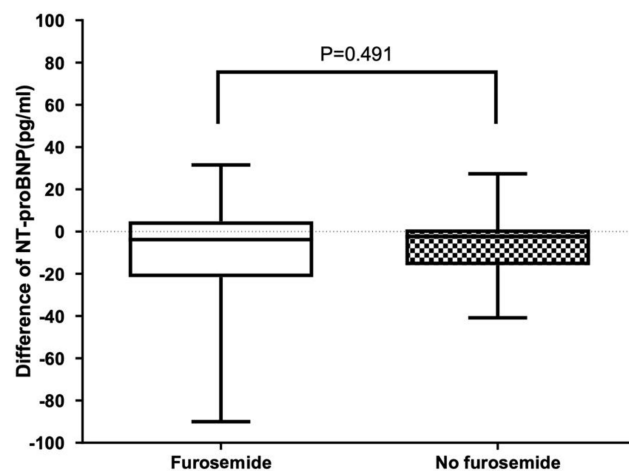 Difference of NT-proBNP(pg/ml)
100
80
60
40
20
0
-20
-40
-60
-80
-100
P=0.491
Furosemide
No furosemide